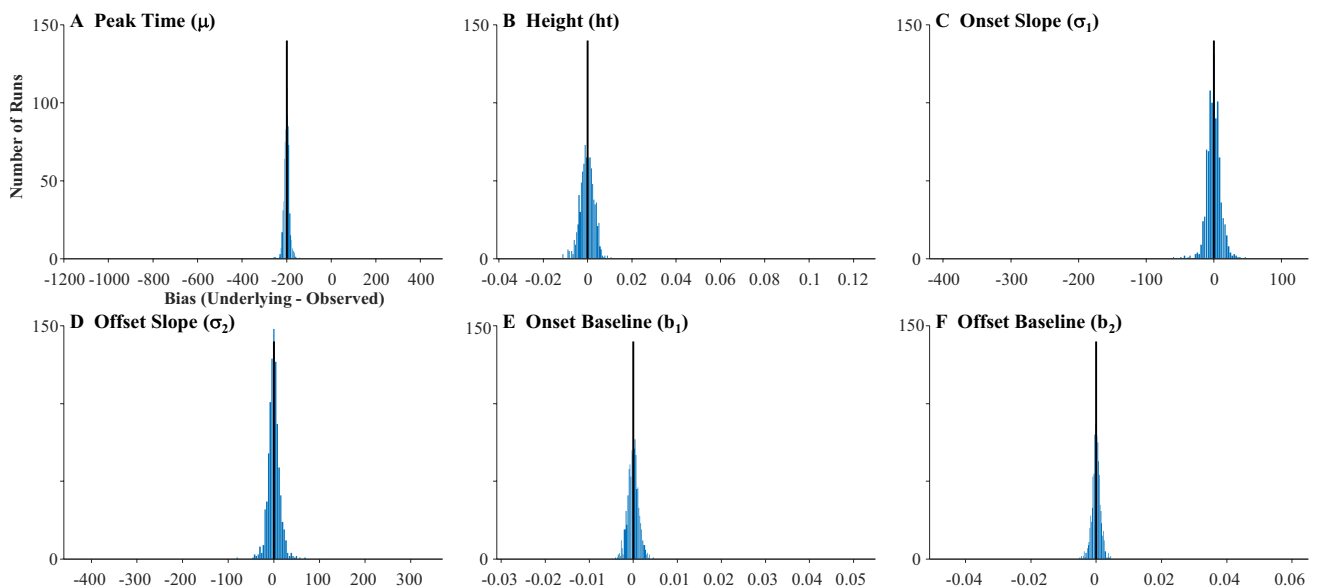 A Peak Time (μ)
150
100
50
0
Number of Runs
-1200 -1000 -800 -600 -400 -200 0 200 400
Bias (Underlying - Observed)
B Height (ht)
150
0
-0.04 -0.02 0 0.02 0.04 0.06 0.08 0.1 0.12
C Onset Slope (σ1)
150
0
-400 -300 -200 -100 0 100
D Offset Slope (σ2)
150
0
-400 -300 -200 -100 0 100 200 300
E Onset Baseline (b1)
150
0
-0.03 -0.02 -0.01 0 0.01 0.02 0.03 0.04 0.05
F Offset Baseline (b2)
150
0
-0.04 -0.02 0 0.02 0.04 0.06